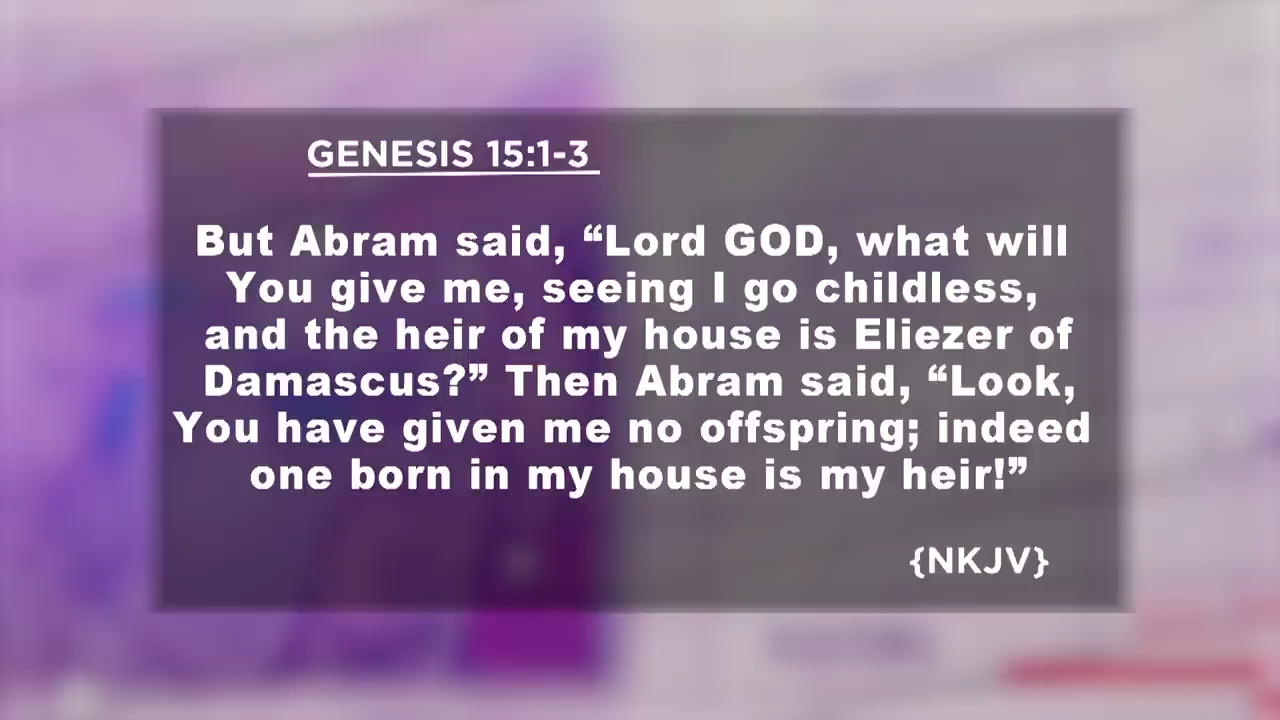 GENESIS 15:1-3
But Abram said, “Lord GOD, what will
You give me, seeing I go childless,
and the heir of my house is Eliezer of
Damascus?” Then Abram said, “Look,
You have given me no offspring; indeed
one born in my house is my heir!”
{NKJV}